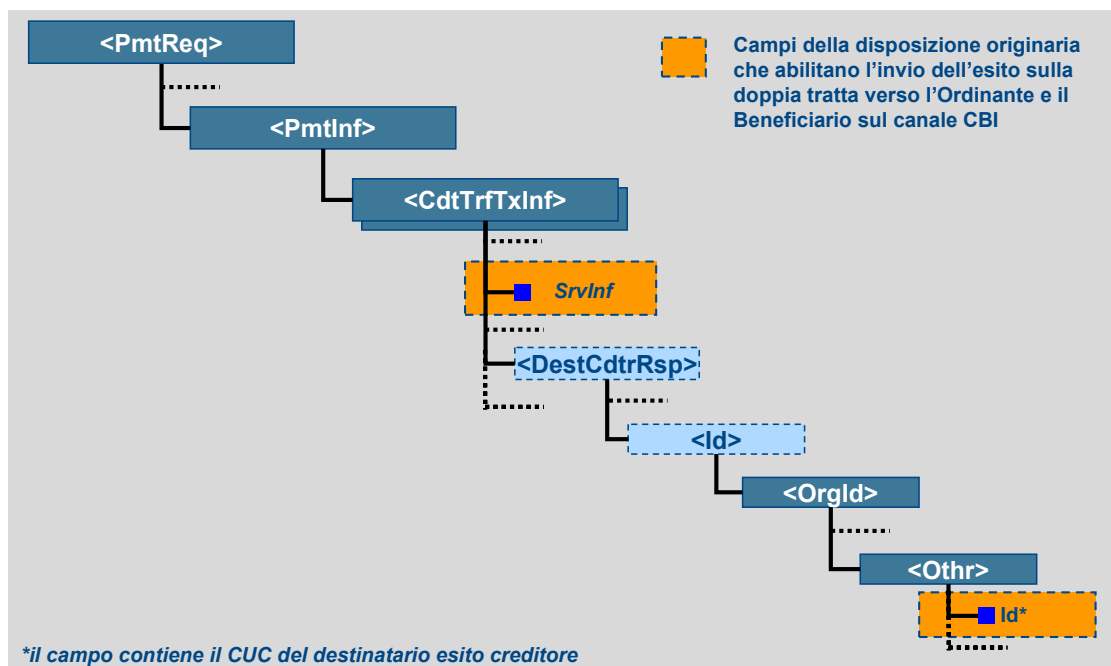 <PmtReq>
Campi della disposizione originaria
che abilitano l'invio dell'esito sulla
doppia tratta verso l'Ordinante e il
Beneficiario sul canale CBI
<PmtInf>
<CdtTrfTxInf>
SrvInf
<DestCdtrRsp>
<Id>
<OrgId>
<Othr>
Id*
*il campo contiene il CUC del destinatario esito creditore